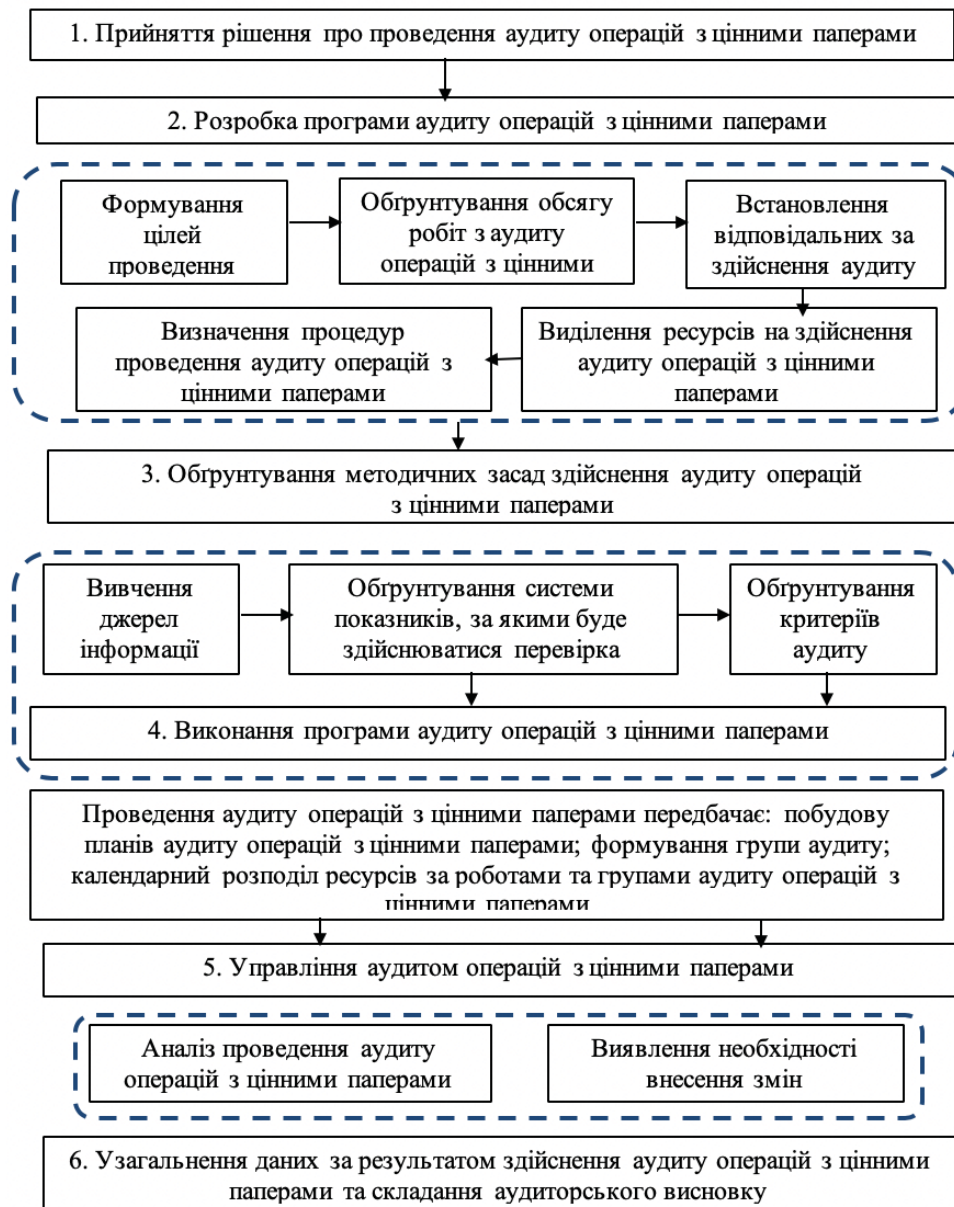 1. Прийняття рішення про проведення аудиту операцій з цінними паперами
2. Розробка програми аудиту операцій з цінними паперами
Формування
цілей
проведення
Обґрунтування обсягу
робіт з аудиту
операцій з цінними
Встановлення
відповідальних за
здійснення аудиту
Визначення процедур
проведення аудиту операцій з
цінними паперами
Виділення ресурсів на здійснення
аудиту операцій з цінними
паперами
3. Обґрунтування методичних засад здійснення аудиту операцій
з цінними паперами
Вивчення
джерел
інформації
Обґрунтування системи
показників, за якими буде
здійснюватися перевірка
Обґрунтування
критеріїв
аудиту
4. Виконання програми аудиту операцій з цінними паперами
Проведення аудиту операцій з цінними паперами передбачає: побудову
планів аудиту операцій з цінними паперами; формування групи аудиту;
календарний розподіл ресурсів за роботами та групами аудиту операцій з
цінними паперами
5. Управління аудитом операцій з цінними паперами
Аналіз проведення аудиту
операцій з цінними паперами
Виявлення необхідності
внесення змін
6. Узагальнення даних за результатом здійснення аудиту операцій з цінними
паперами та складання аудиторського висновку